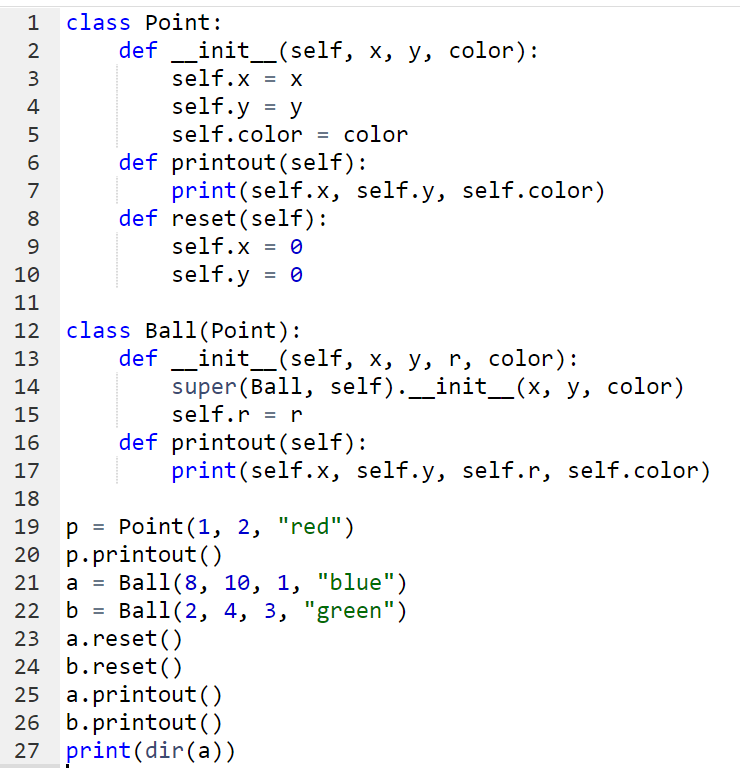 1 class Point:
2     def __init__(self, x, y, color):
3         self.x = x
4         self.y = y
5         self.color = color
6     def printout(self):
7         print(self.x, self.y, self.color)
8     def reset(self):
9         self.x = 0
10         self.y = 0
11
12 class Ball(Point):
13     def __init__(self, x, y, r, color):
14         super(Ball, self).__init__(x, y, color)
15         self.r = r
16     def printout(self):
17         print(self.x, self.y, self.r, self.color)
18
19 p = Point(1, 2, "red")
20 p.printout()
21 a = Ball(8, 10, 1, "blue")
22 b = Ball(2, 4, 3, "green")
23 a.reset()
24 b.reset()
25 a.printout()
26 b.printout()
27 print(dir(a))